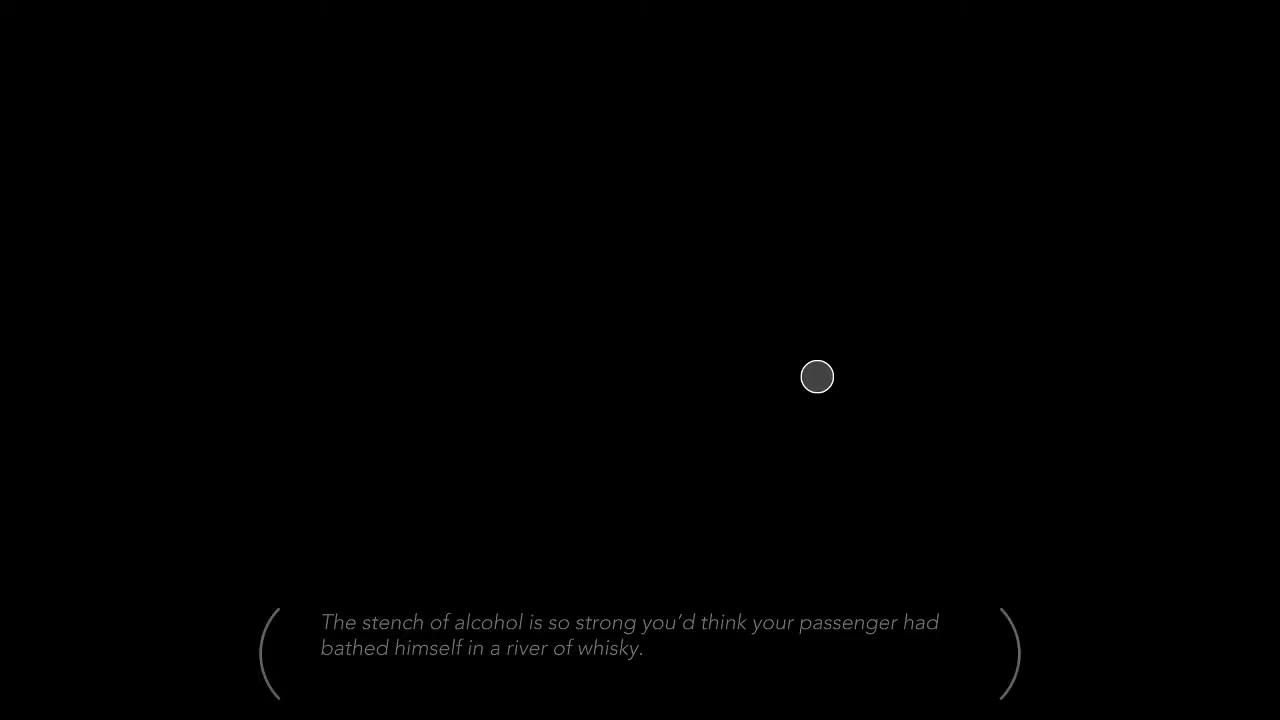 The stench of alcohol is so strong you'd think your passenger had
bathed himself in a river of whisky.